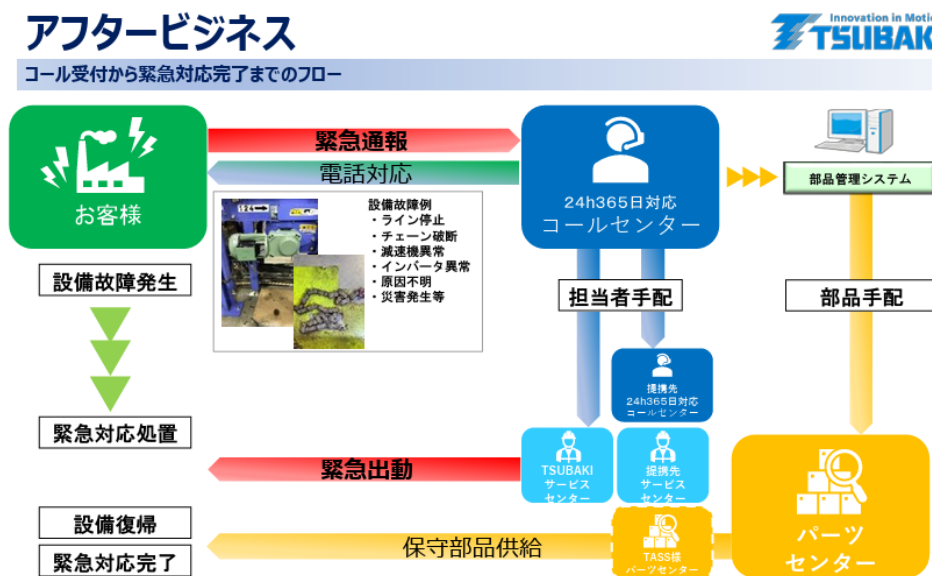 アフタービジネス
Innovation in Motio
TSUBAK
コール受付から緊急対応完了までのフロー
緊急通報
電話対応
お客様
24h365日対応
コールセンター
部品管理システム
設備故障例
・ライン停止
・チェーン破断
・減速機異常
・インバータ異常
・原因不明
・災害発生等
設備故障発生
担当者手配
部品手配
提携先
24h365日対応
コールセンター
緊急対応処置
緊急出動
TSUBAKI
サービス
センター
提携先
サービス
センター
パーツ
センター
設備復帰
緊急対応完了
保守部品供給
TASS様
パーツセンター